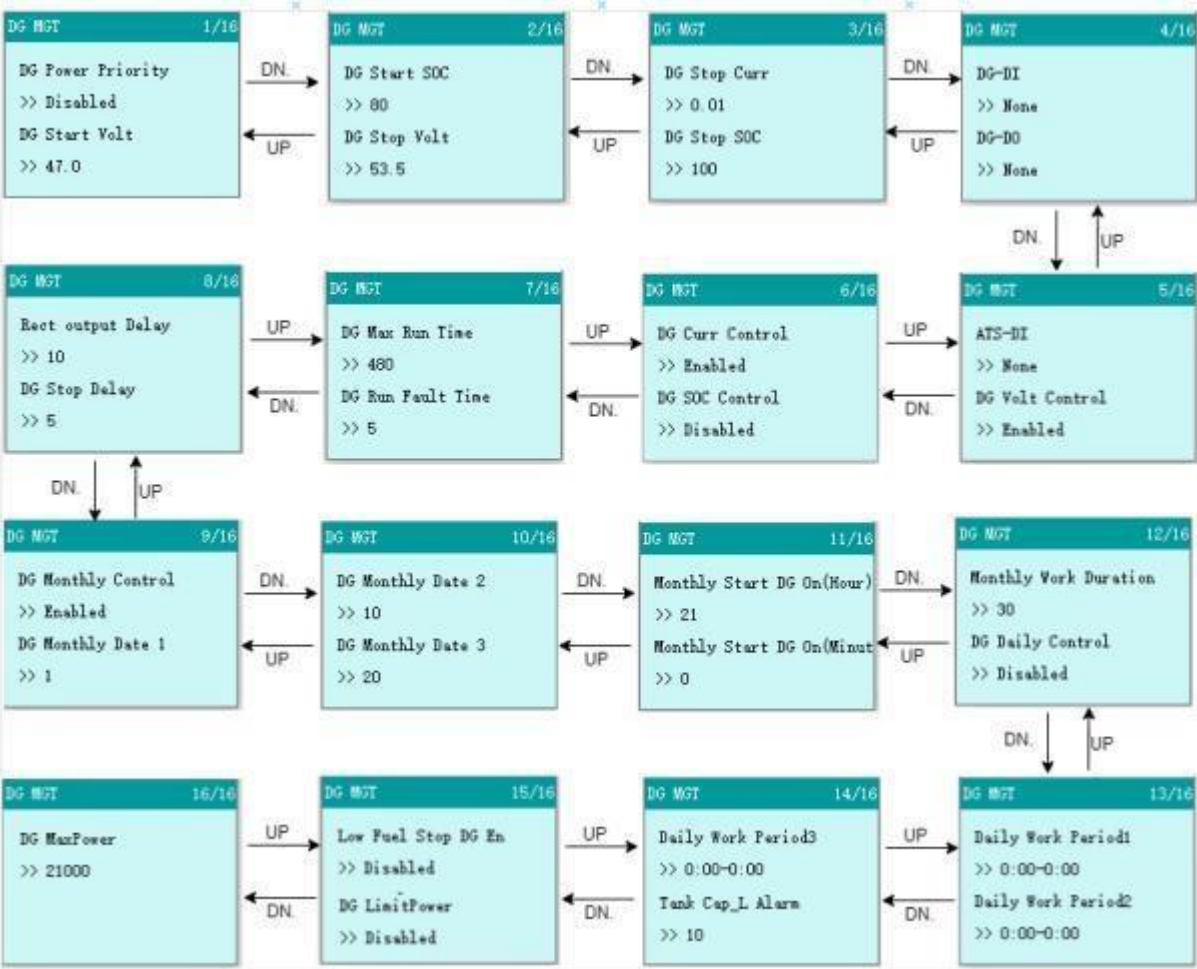 DG MGT 1/16
DG Power Priority
>> Disabled
DG Start Volt
>> 47.0
DN.
UP
DG MGT 2/16
DG Start SOC
>> 80
DG Stop Volt
>> 53.5
DN.
UP
DG MGT 3/16
DG Stop Curr
>> 0.01
DG Stop SOC
>> 100
DN.
UP
DG MGT 4/16
DG-DI
>> None
DG-DO
>> None
DN.
UP
DG MGT 8/16
Rect output Delay
>> 10
DG Stop Delay
>> 5
UP
DN.
DG MGT 7/16
DG Max Run Time
>> 480
DG Run Fault Time
>> 5
UP
DN.
DG MGT 6/16
DG Curr Control
>> Enabled
DG SOC Control
>> Disabled
UP
DN.
DG MGT 5/16
ATS-DI
>> None
DG Volt Control
>> Enabled
DN.
UP
DG MGT 9/16
DG Monthly Control
>> Enabled
DG Monthly Date 1
>> 1
DN.
UP
DG MGT 10/16
DG Monthly Date 2
>> 10
DG Monthly Date 3
>> 20
DN.
UP
DG MGT 11/16
Monthly Start DG On(Hour)
>> 21
Monthly Start DG On(Minut
>> 0
DN.
UP
DG MGT 12/16
Monthly Work Duration
>> 30
DG Daily Control
>> Disabled
DN.
UP
DG MGT 16/16
DG MaxPower
>> 21000
UP
DN.
DG MGT 15/16
Low Fuel Stop DG En
>> Disabled
DG LimitPower
>> Disabled
UP
DN.
DG MGT 14/16
Daily Work Period3
>> 0:00-0:00
Tank Cap_L Alarm
>> 10
UP
DN.
DG MGT 13/16
Daily Work Period1
>> 0:00-0:00
Daily Work Period2
>> 0:00-0:00